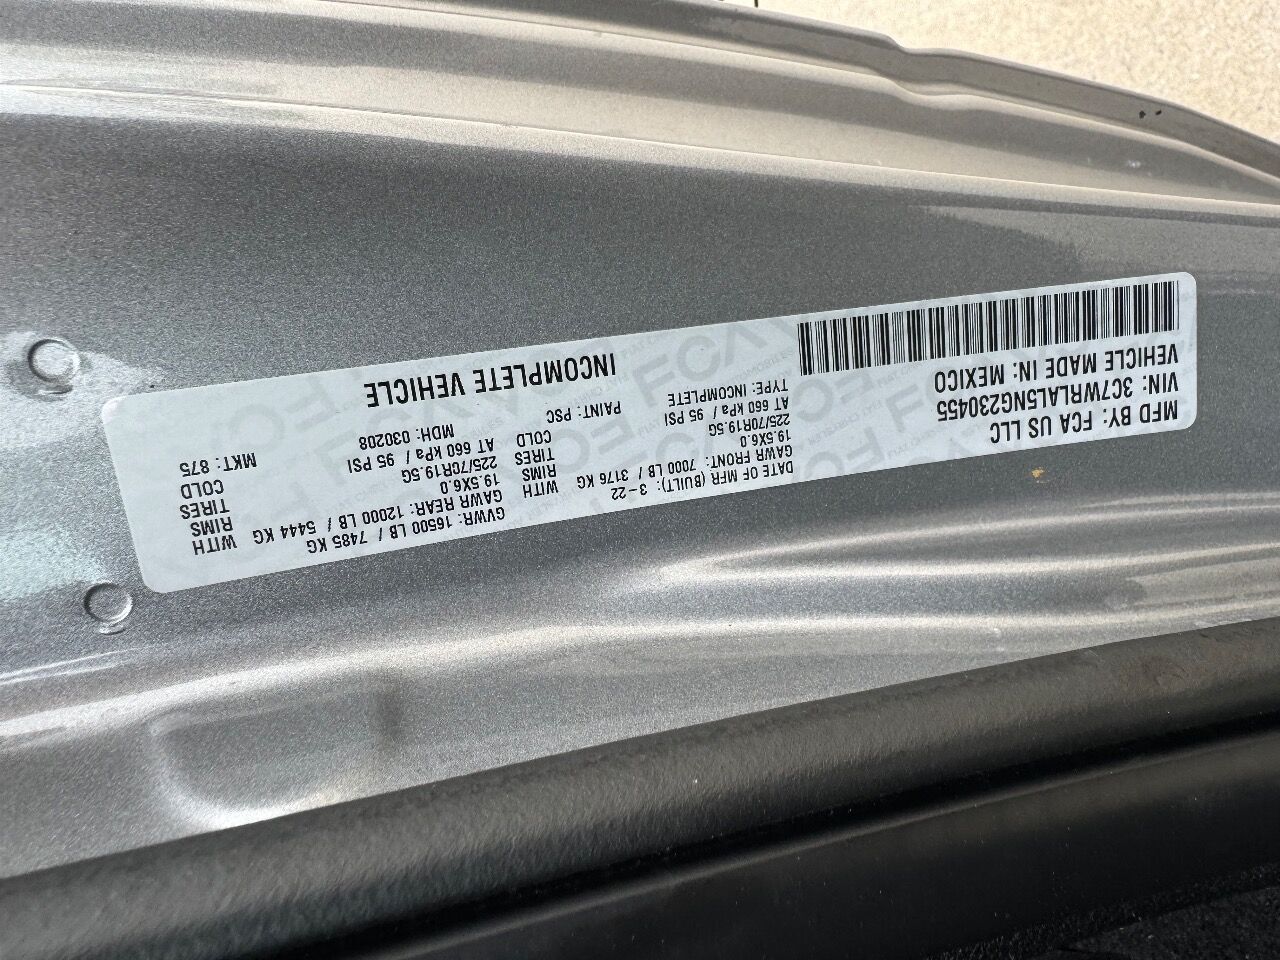 MFD BY: FCA US LLC
VIN: 3C7WRLAL5NG230455
VEHICLE MADE IN: MEXICO
DATE OF MFR (BUILT): 3-22
GAWR FRONT: 7000 LB / 3176 KG WITH
19.5X6.0 RIMS
225/70R19.5G TIRES
AT 660 kPa / 95 PSI COLD
TYPE: INCOMPLETE PAINT: PSC
GVWR: 16500 LB / 7485 KG
GAWR REAR: 12000 LB / 5444 KG WITH
19.5X6.0 RIMS
225/70R19.5G TIRES
AT 660 kPa / 95 PSI COLD
MDH: 030208 MKT: 875
INCOMPLETE VEHICLE